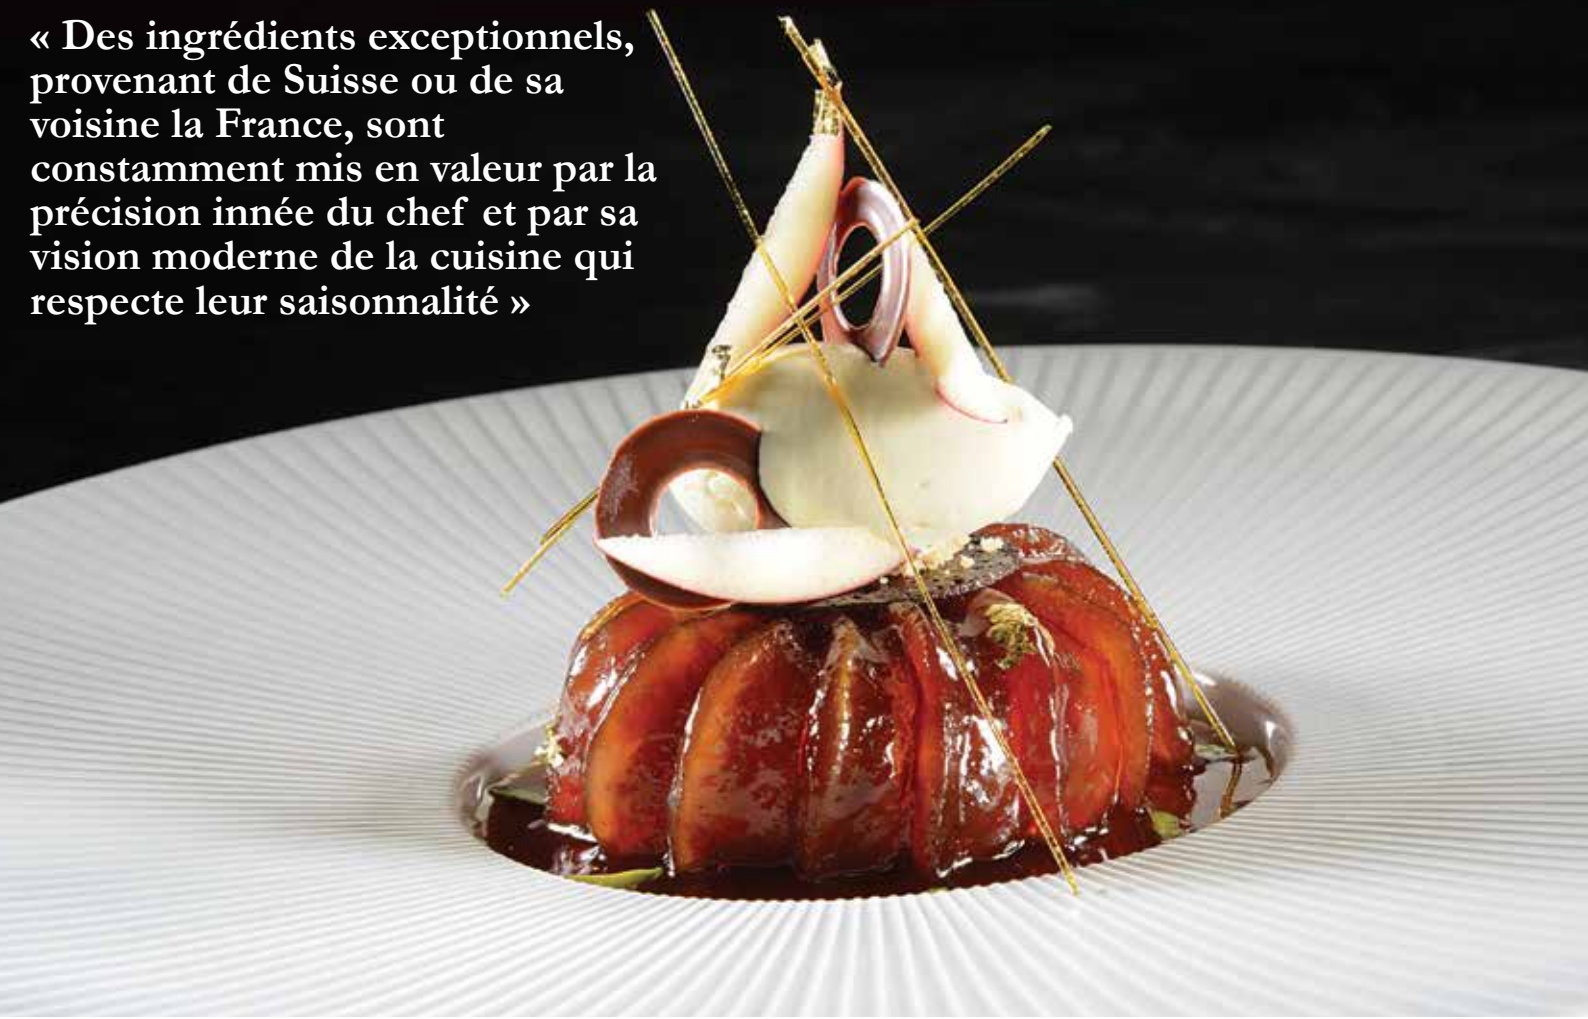 « Des ingrédients exceptionnels,
provenant de Suisse ou de sa
voisine la France, sont
constamment mis en valeur par la
précision innée du chef et par sa
vision moderne de la cuisine qui
respecte leur saisonnalité »